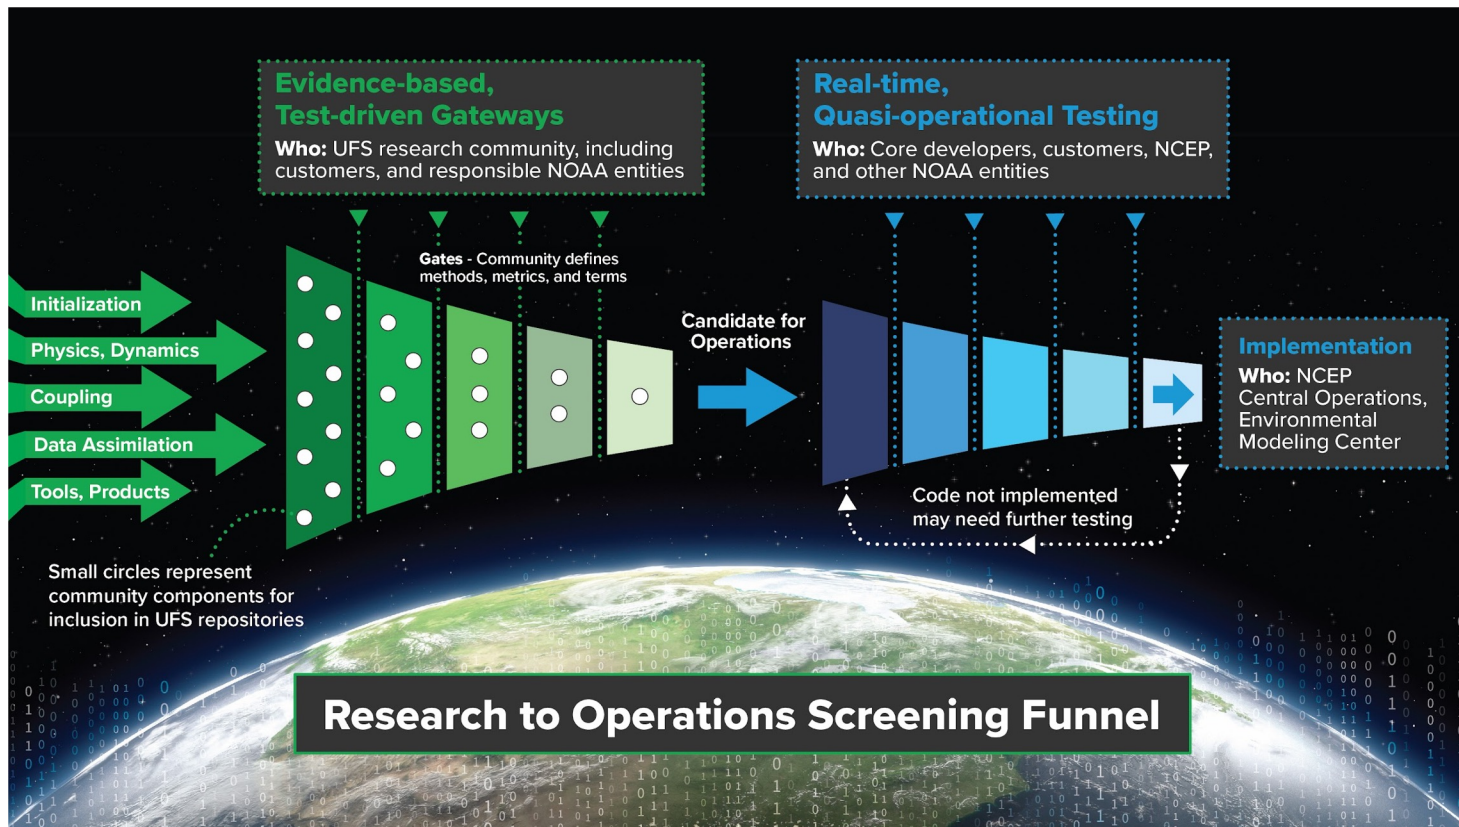 Evidence-based,
Test-driven Gateways
Who: UFS research community, including
customers, and responsible NOAA entities
Real-time,
Quasi-operational Testing
Who: Core developers, customers, NCEP,
and other NOAA entities
Gates - Community defines
methods, metrics, and terms
Initialization
Physics, Dynamics
Coupling
Data Assimilation
Tools, Products
Candidate for
Operations
Implementation
Who: NCEP
Central Operations,
Environmental
Modeling Center
Code not implemented
may need further testing
Small circles represent
community components for
inclusion in UFS repositories
Research to Operations Screening Funnel